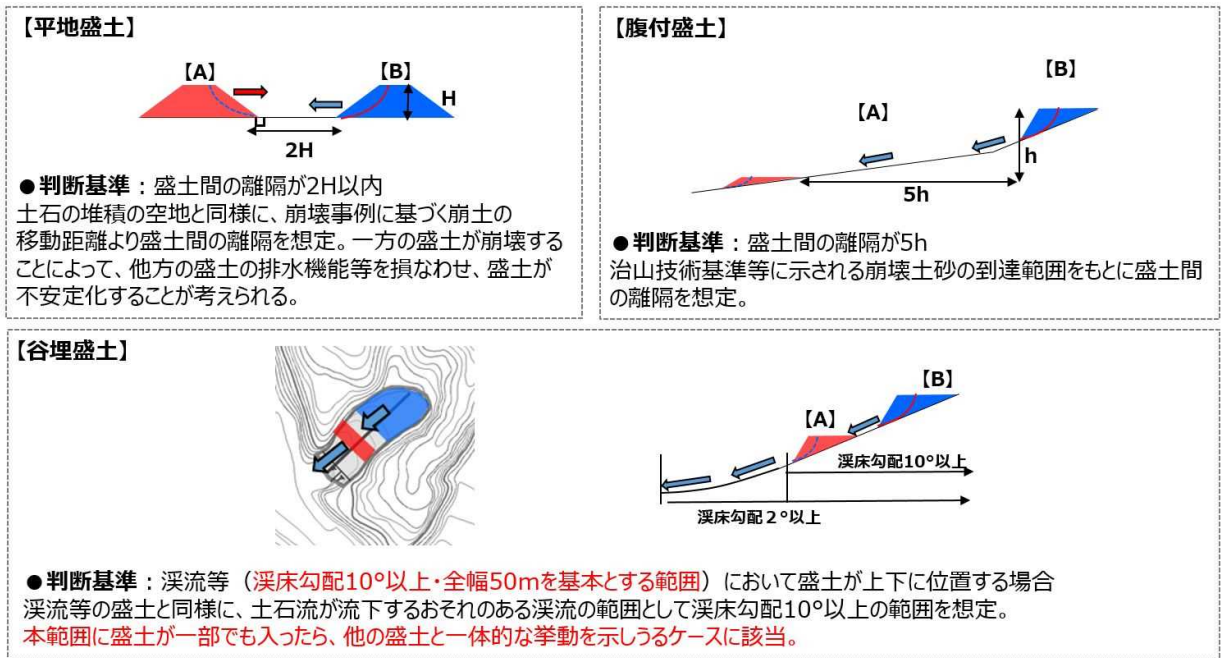 【平地盛土】
【A】
【B】
H
2H
●判断基準：盛土間の離隔が2H以内
土石の堆積の空地と同様に、崩壊事例に基づく崩土の
移動距離より盛土間の離隔を想定。一方の盛土が崩壊する
ことによって、他方の盛土の排水機能等を損なわせ、盛土が
不安定化することが考えられる。
【腹付盛土】
【B】
【A】
h
5h
●判断基準：盛土間の離隔が5h
治山技術基準等に示される崩壊土砂の到達範囲をもとに盛土間
の離隔を想定。
【谷埋盛土】
【B】
【A】
渓床勾配10°以上
渓床勾配２°以上
●判断基準：渓流等（渓床勾配10°以上・全幅50mを基本とする範囲）において盛土が上下に位置する場合
渓流等の盛土と同様に、土石流が流下するおそれのある渓流の範囲として渓床勾配10°以上の範囲を想定。
本範囲に盛土が一部でも入ったら、他の盛土と一体的な挙動を示しうるケースに該当。